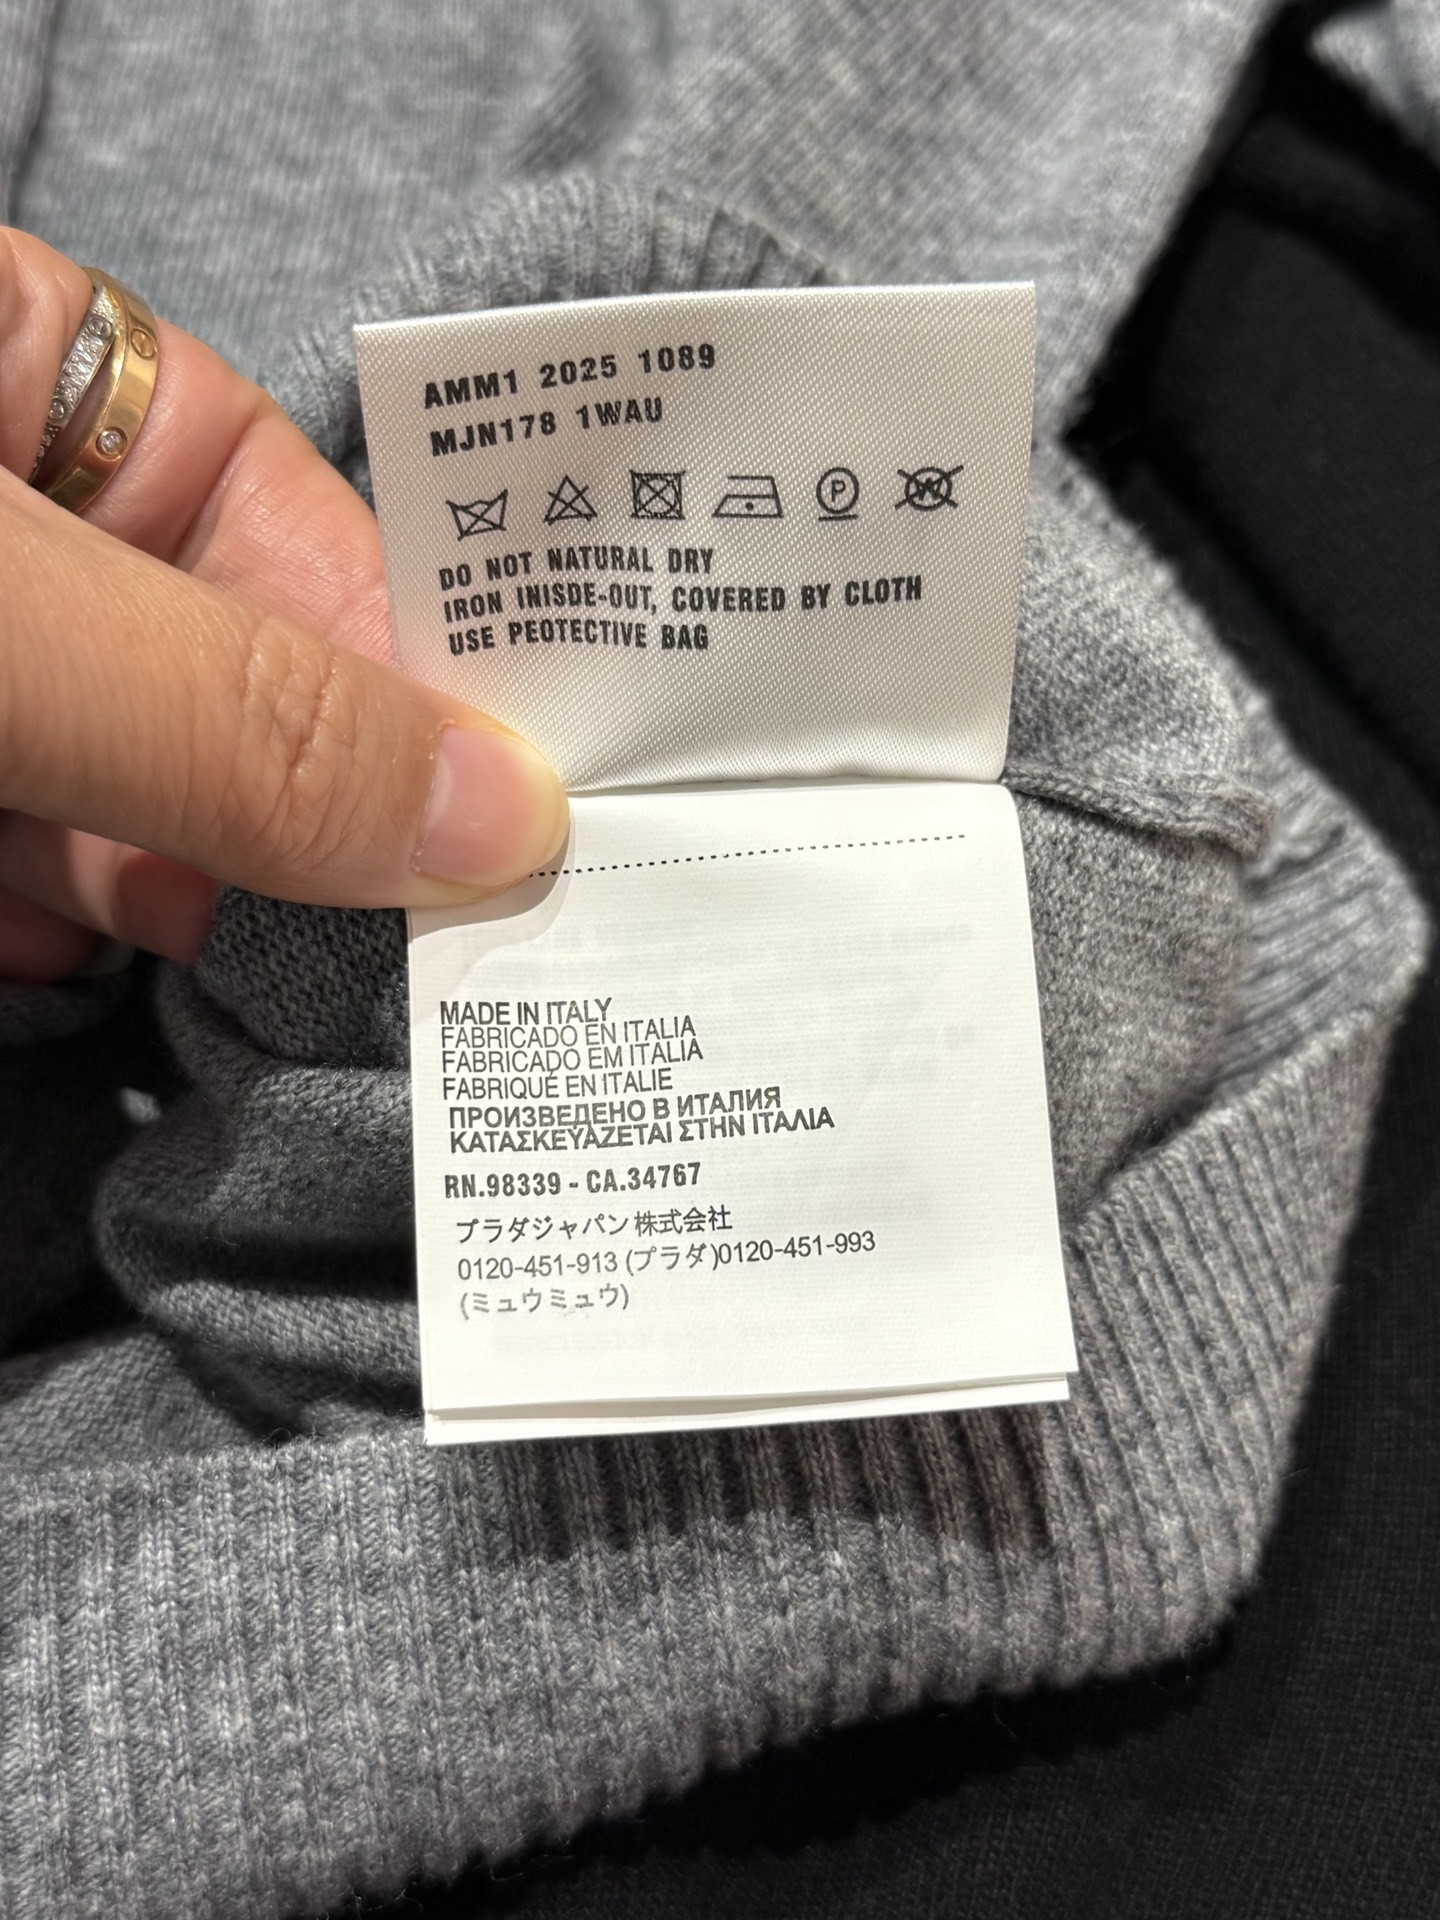 AMM1 2025 1089
MJN178 1WAU
P W
DO NOT NATURAL DRY
IRON INISDE-OUT, COVERED BY CLOTH
USE PEOTECTIVE BAG
MADE IN ITALY
FABRICADO EN ITALIA
FABRICADO EM ITALIA
FABRIQUÉ EN ITALIE
ПРОИЗВЕДЕНО В ИТАЛИЯ
ΚΑΤΑΣΚΕΥΑΖΕΤΑΙ ΣΤΗΝ ΙΤΑΛΙΑ
RN.98339 - CA.34767
プラダジャパン株式会社
0120-451-913 (プラダ)0120-451-993
(ミュウミュウ)